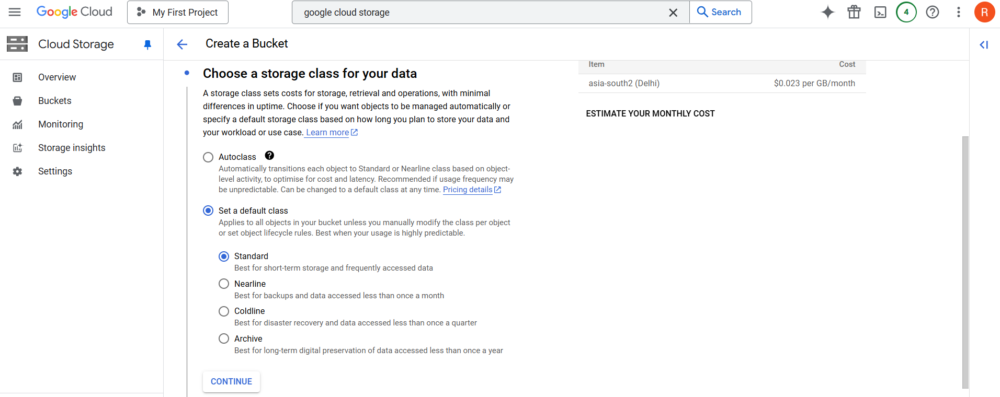 Google Cloud
My First Project
google cloud storage
Search
4
R
Cloud Storage
Create a Bucket
Overview
Buckets
Monitoring
Storage insights
Settings
Choose a storage class for your data
A storage class sets costs for storage, retrieval and operations, with minimal
differences in uptime. Choose if you want objects to be managed automatically or
specify a default storage class based on how long you plan to store your data and
your workload or use case. Learn more
Autoclass
Automatically transitions each object to Standard or Nearline class based on object-
level activity, to optimise for cost and latency. Recommended if usage frequency may
be unpredictable. Can be changed to a default class at any time. Pricing details
Set a default class
Applies to all objects in your bucket unless you manually modify the class per object
or set object lifecycle rules. Best when your usage is highly predictable.
Standard
Best for short-term storage and frequently accessed data
Nearline
Best for backups and data accessed less than once a month
Coldline
Best for disaster recovery and data accessed less than once a quarter
Archive
Best for long-term digital preservation of data accessed less than once a year
CONTINUE
Item Cost
asia-south2 (Delhi) $0.023 per GB/month
ESTIMATE YOUR MONTHLY COST